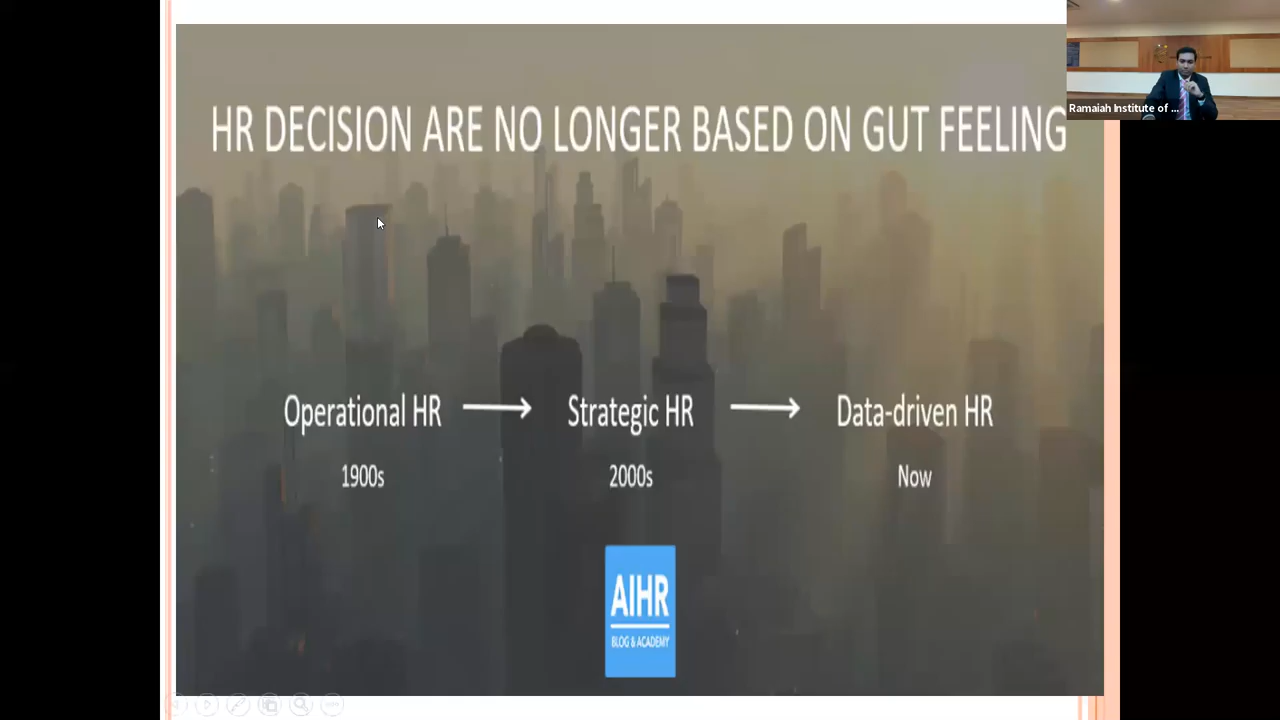 HR DECISION ARE NO LONGER BASED ON GUT FEELING
Ramaiah Institute of ...
Operational HR → Strategic HR → Data-driven HR
1900s 2000s Now
AIHR
BLOG & ACADEMY